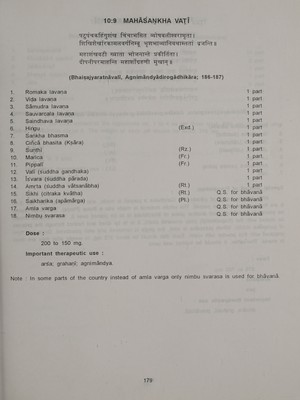 10:9 MAHĀŚAṄKHA VAṬĪ
(Bhaiṣajyaratnāvalī, Agnimāndyādirogādhikāra; 186-187)
1. Romaka lavaṇa 1 part
2. Viḍa lavaṇa 1 part
3. Sāmudra lavaṇa 1 part
4. Sauvarcala lavaṇa 1 part
5. Saindhava lavaṇa 1 part
6. Hiṅgu (Exd.) 1 part
7. Śaṅkha bhasma 1 part
8. Ciñcā bhasma (Kṣāra) 1 part
9. Śuṇṭhī (Rz.) 1 part
10. Marica (Fr.) 1 part
11. Pippalī (Fr.) 1 part
12. Vali (śuddha gandhaka) 1 part
13. Īśvara (śuddha pārada) 1 part
14. Amṛta (śuddha vatsanābha) (Rt.) 1 part
15. Śikhi (citraka kvātha) (Rt.) Q.S. for bhāvanā
16. Śaikharika (apāmārga) (Pl.) Q.S. for bhāvanā
17. Amla varga Q.S. for bhāvanā
18. Nimbu svarasa Q.S. for bhāvanā
Dose :
200 to 150 mg.
Important therapeutic use :
arśa; grahaṇī; agnimāndya.
Note : In some parts of the country instead of amla varga only nimbu svarasa is used for bhāvanā
179